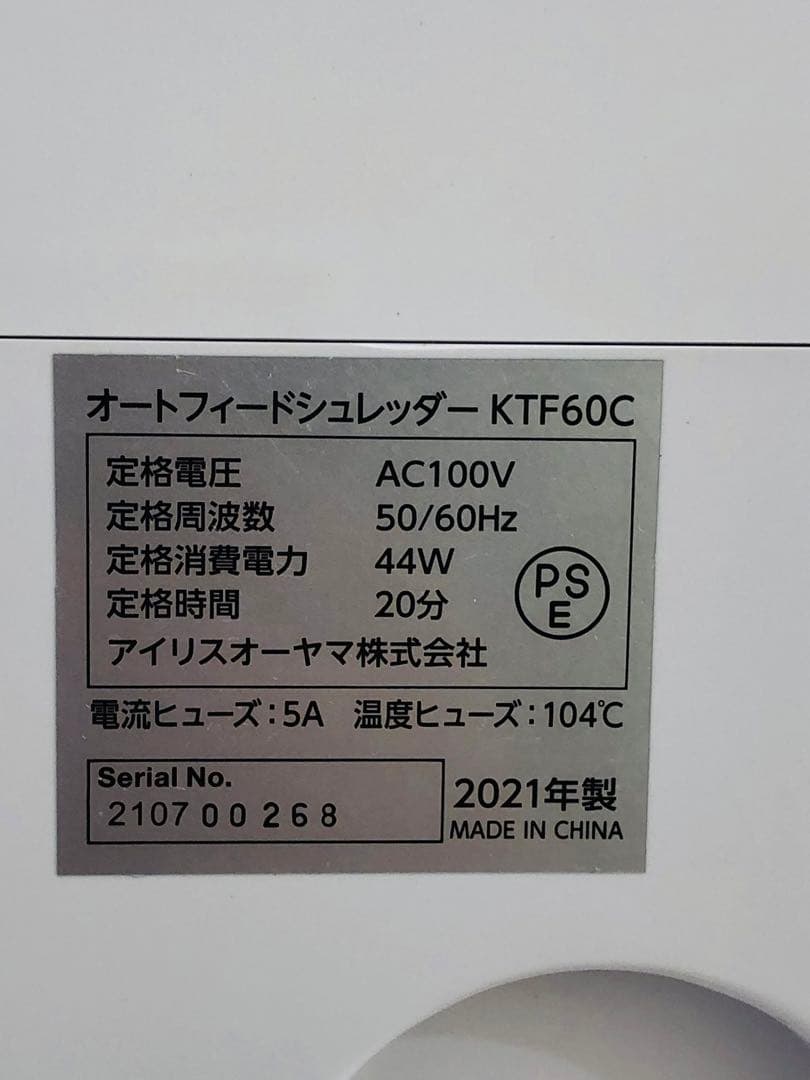 オートフィードシュレッダー KTF60C
定格電圧 AC100V
定格周波数 50/60Hz
定格消費電力 44W
定格時間 20分
PS
E
アイリスオーヤマ株式会社
電流ヒューズ:5A 温度ヒューズ:104℃
Serial No.
210700268
2021年製
MADE IN CHINA